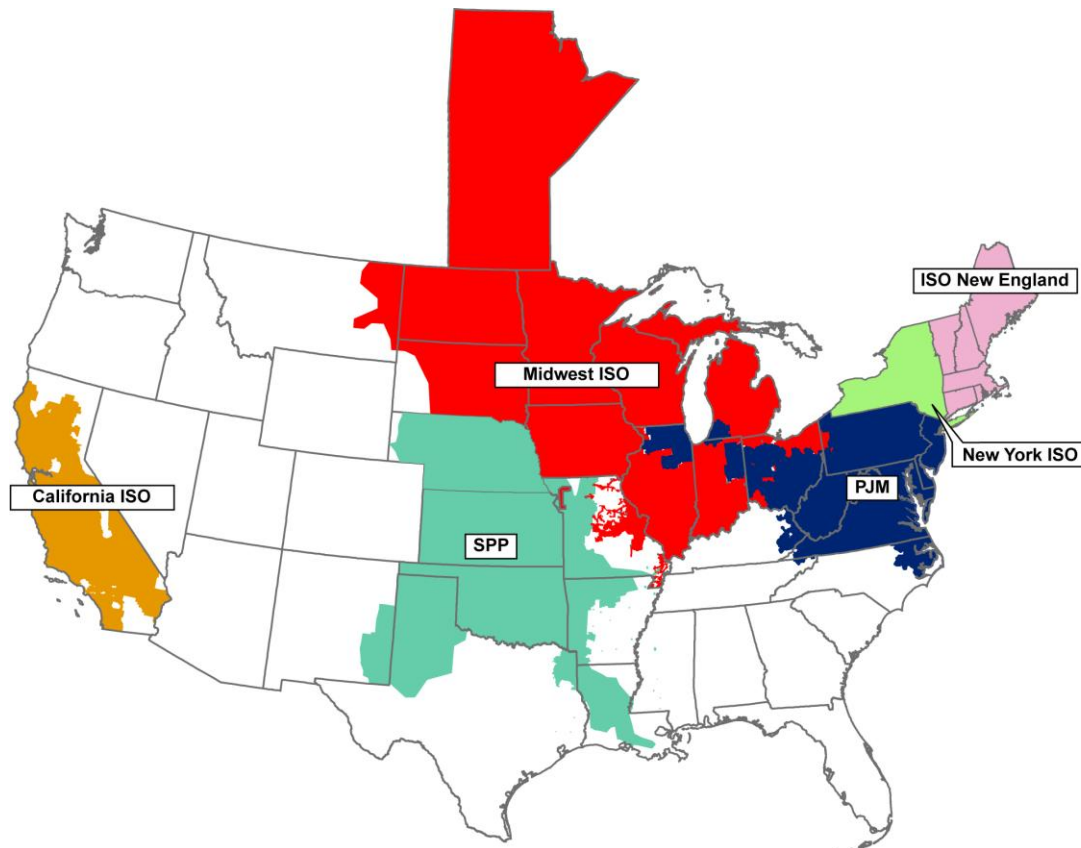 ISO New England
Midwest ISO
New York ISO
California ISO
PJM
SPP